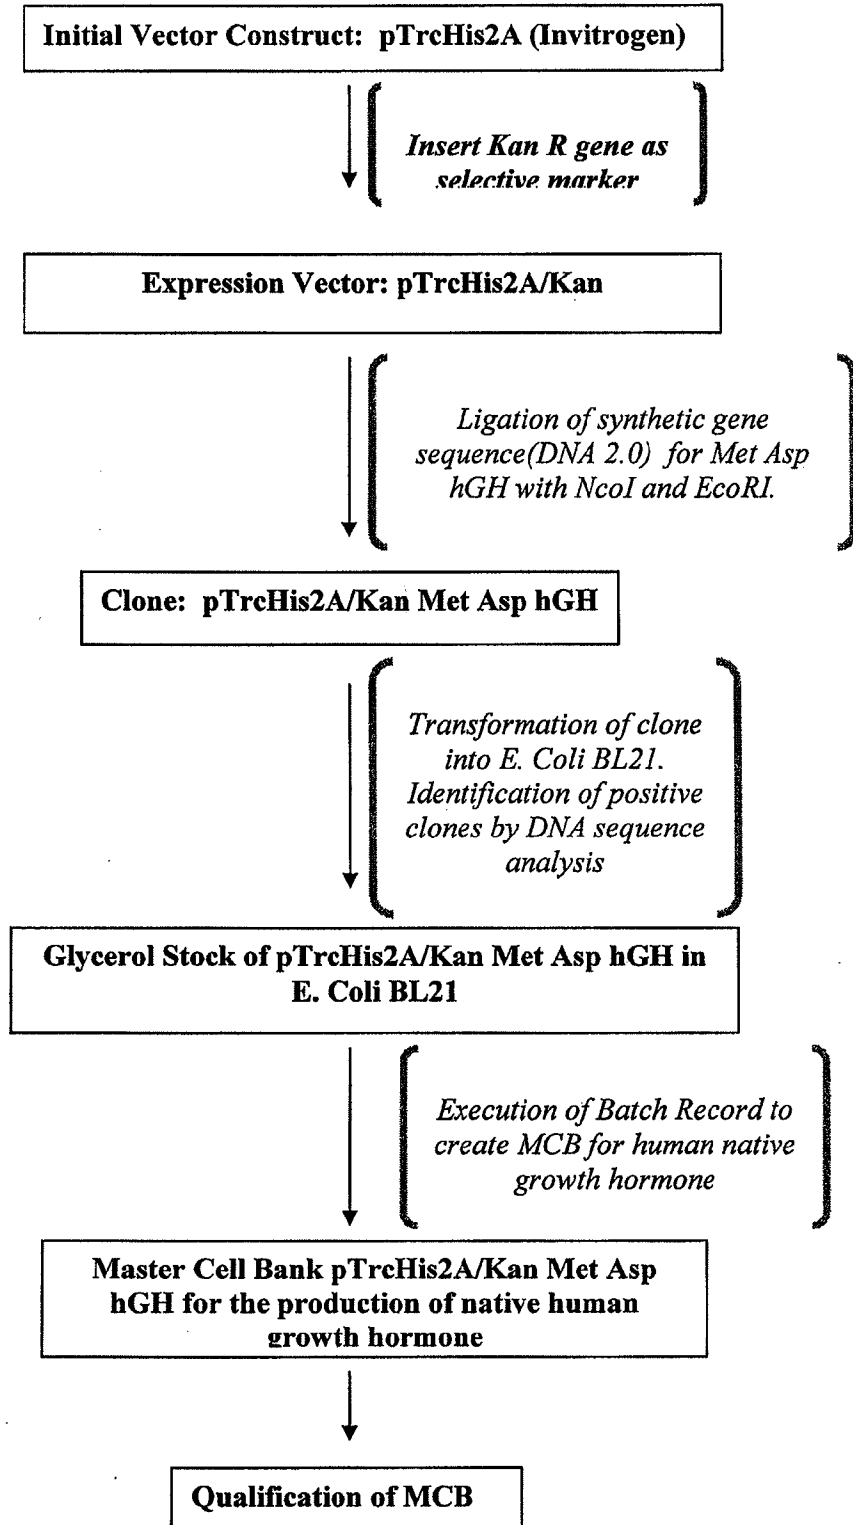 Initial Vector Construct: pTrcHis2A (Invitrogen)
Insert Kan R gene as
selective marker
Expression Vector: pTrcHis2A/Kan
Ligation of synthetic gene
sequence(DNA 2.0) for Met Asp
hGH with NcoI and EcoRI.
Clone: pTrcHis2A/Kan Met Asp hGH
Transformation of clone
into E. Coli BL21.
Identification of positive
clones by DNA sequence
analysis
Glycerol Stock of pTrcHis2A/Kan Met Asp hGH in
E. Coli BL21
Execution of Batch Record to
create MCB for human native
growth hormone
Master Cell Bank pTrcHis2A/Kan Met Asp
hGH for the production of native human
growth hormone
Qualification of MCB